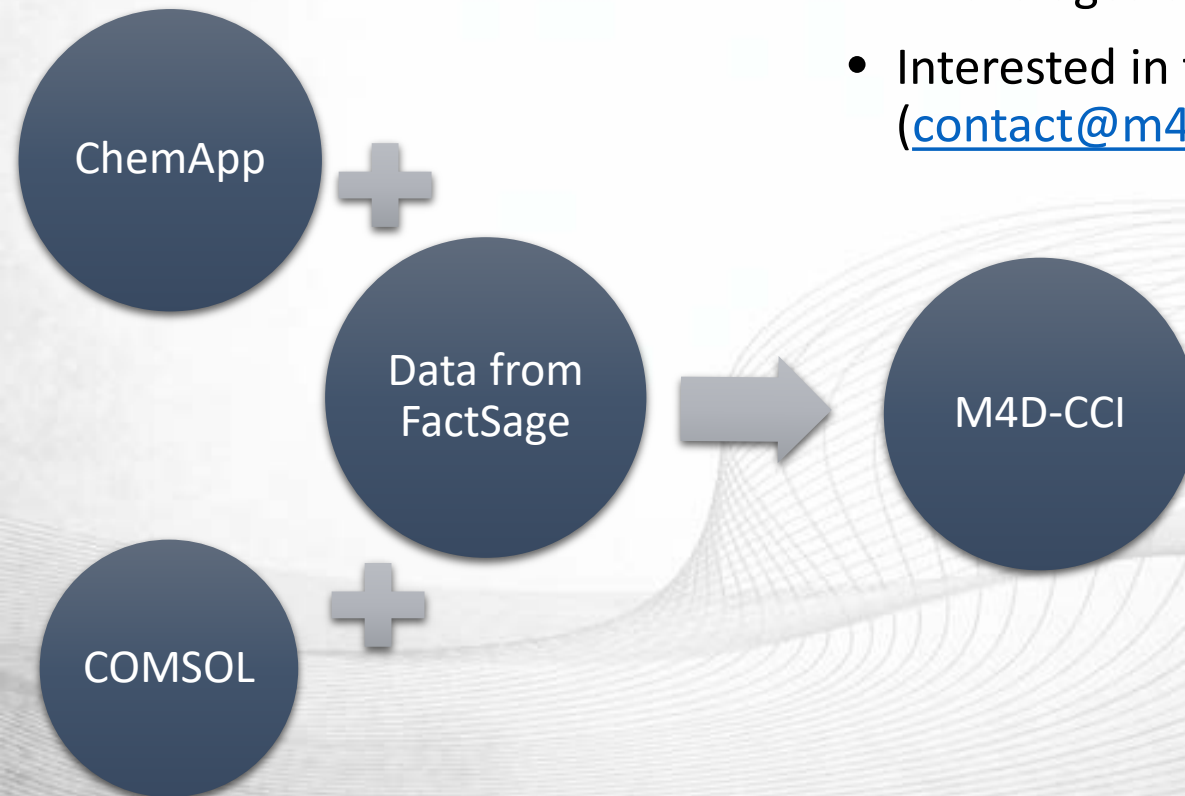 • Interested in
(contact@m4
ChemApp
Data from
FactSage
M4D-CCI
COMSOL